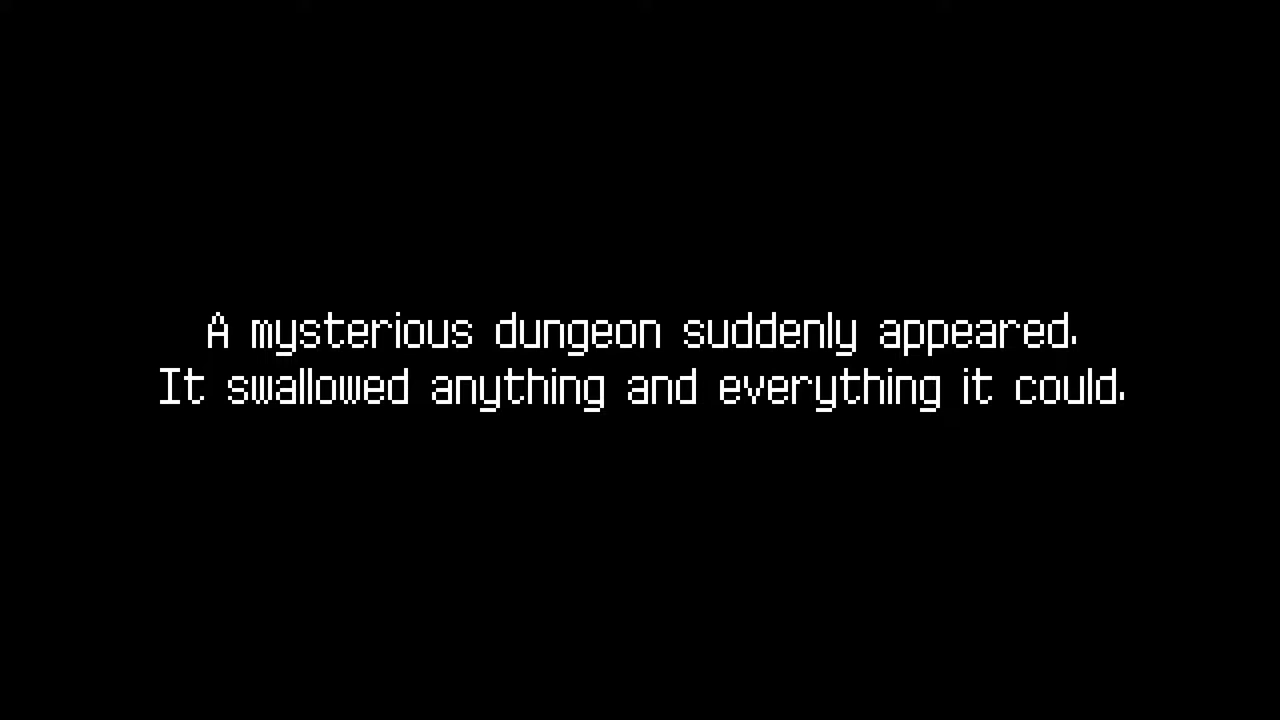 A mysterious dungeon suddenly appeared.
It swallowed anything and everything it could.